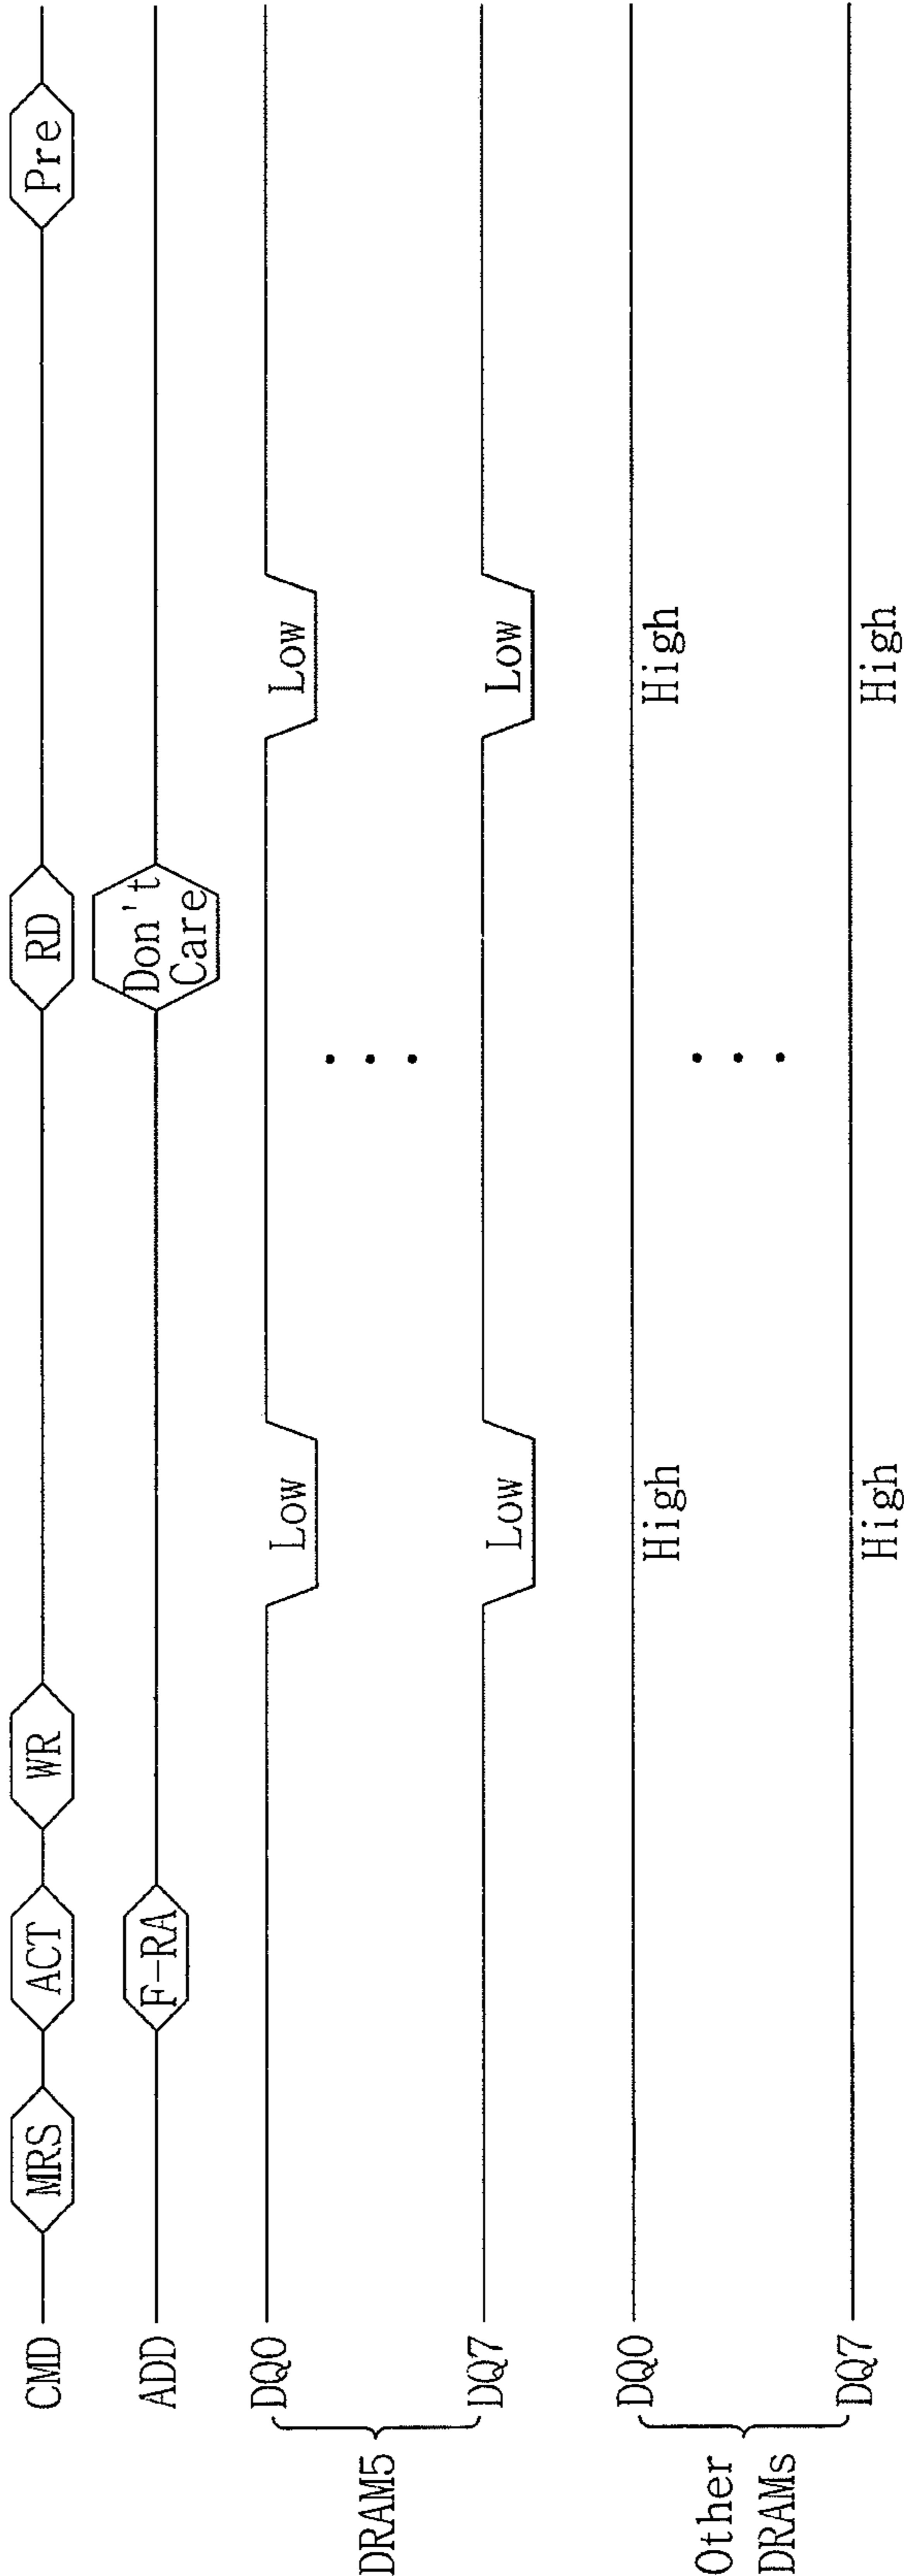 CMD MRS ACT WR RD Pre
ADD F-RA Don't
Care
DQ0 Low Low
DRAM5
DQ7 Low Low
DQ0
High High
Other
DRAMs
DQ7
High High